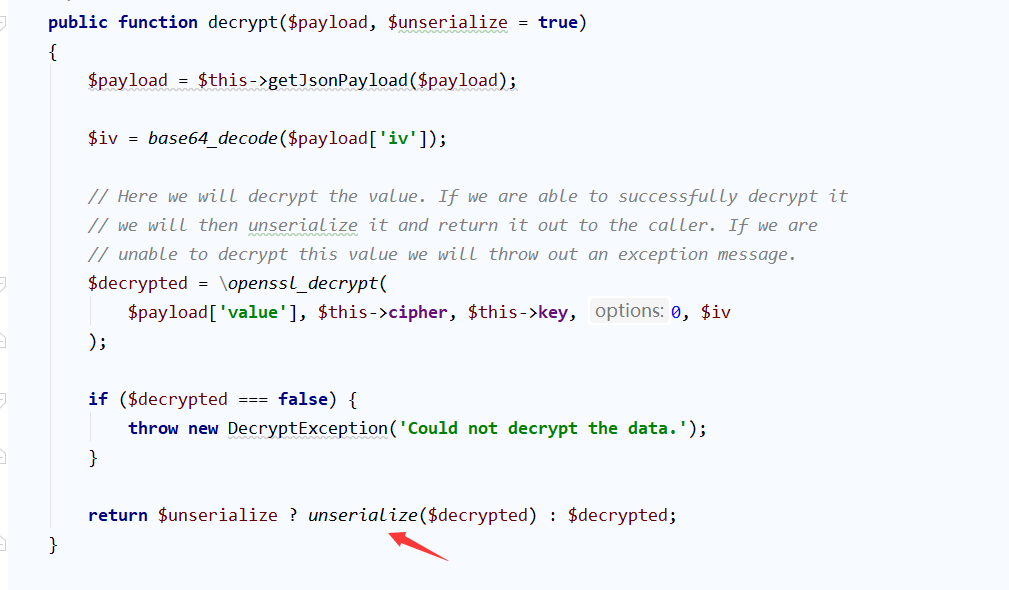 public function decrypt($payload, $unserialize = true)
{
$payload = $this->getJsonPayload($payload);
$iv = base64_decode($payload['iv']);
// Here we will decrypt the value. If we are able to successfully decrypt it
// we will then unserialize it and return it out to the caller. If we are
// unable to decrypt this value we will throw out an exception message.
$decrypted = \openssl_decrypt(
$payload['value'], $this->cipher, $this->key, options: 0, $iv
);
if ($decrypted === false) {
throw new DecryptException('Could not decrypt the data.');
}
return $unserialize ? unserialize($decrypted) : $decrypted;
}